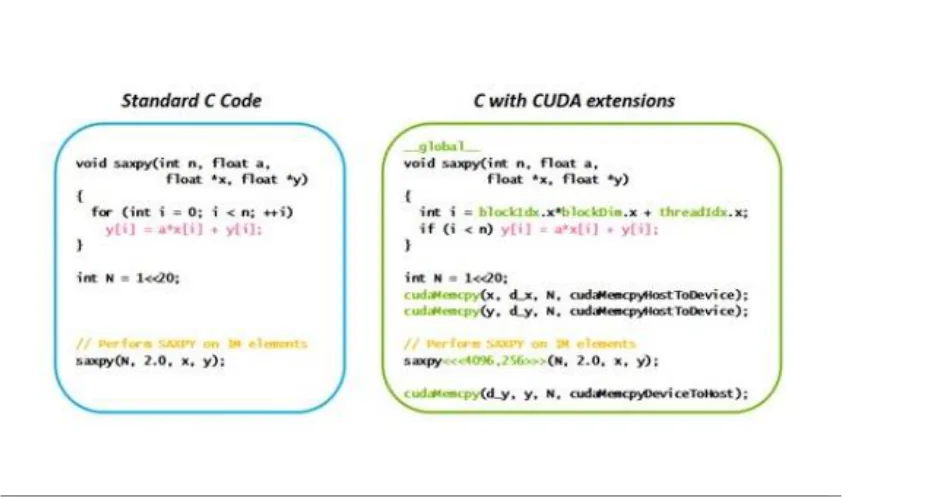 Standard C Code
void saxpy(int n, float a,
float *x, float *y)
{
for (int i = 0; i < n; ++i)
y[i] = a*x[i] + y[i];
}
int N = 1<<20;
// Perform SAXPY on 1M elements
saxpy(N, 2.0, x, y);
C with CUDA extensions
__global__
void saxpy(int n, float a,
float *x, float *y)
{
int i = blockIdx.x*blockDim.x + threadIdx.x;
if (i < n) y[i] = a*x[i] + y[i];
}
int N = 1<<20;
cudaMemcpy(x, d_x, N, cudaMemcpyHostToDevice);
cudaMemcpy(y, d_y, N, cudaMemcpyHostToDevice);
// Perform SAXPY on 1M elements
saxpy<<<4096,256>>>(N, 2.0, x, y);
cudaMemcpy(d_y, y, N, cudaMemcpyDeviceToHost);